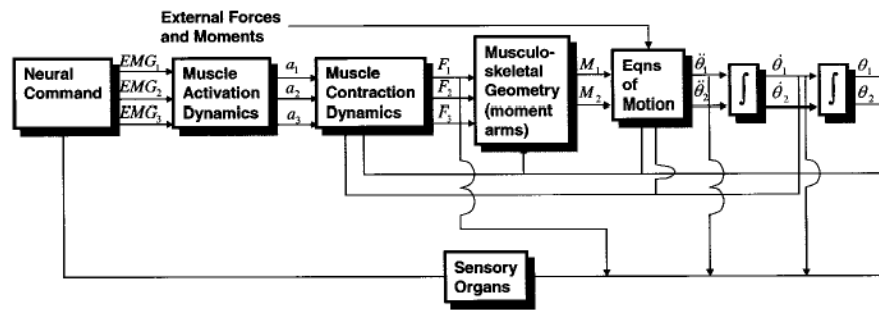 External Forces
and Moments
Neural
Command
EMG₁
EMG₂
EMG₃
Muscle
Activation
Dynamics
a₁
a₂
a₃
Muscle
Contraction
Dynamics
F₁
F₂
F₃
Musculo-
skeletal
Geometry
(moment
arms)
M₁
M₂
Eqns
of
Motion
θ̈₁
θ̈₂
∫
θ̇₁
θ̇₂
∫
θ₁
θ₂
Sensory
Organs